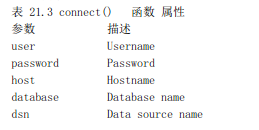 表 21.3 connect() 函数 属性
参数 描述
user Username
password Password
host Hostname
database Database name
dsn Data source name